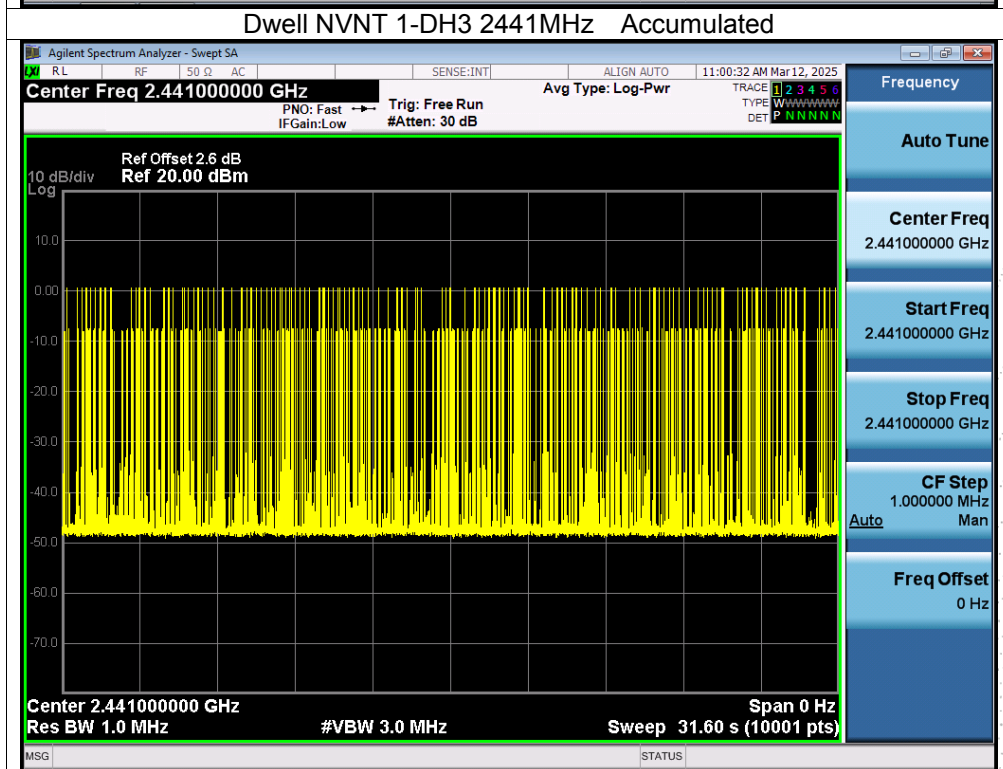 Dwell NVNT 1-DH3 2441MHz Accumulated
Agilent Spectrum Analyzer - Swept SA
LXI RL RF 50 Ω AC SENSE:INT ALIGN AUTO 11:00:32 AM Mar 12, 2025
Center Freq 2.441000000 GHz
PNO: Fast
IFGain:Low
Trig: Free Run
#Atten: 30 dB
Avg Type: Log-Pwr
TRACE 1 2 3 4 5 6
TYPE WWWWWW
DET P N N N N N
Ref Offset 2.6 dB
10 dB/div Ref 20.00 dBm
Log
10.0
0.00
-10.0
-20.0
-30.0
-40.0
-50.0
-60.0
-70.0
Center 2.441000000 GHz Span 0 Hz
Res BW 1.0 MHz #VBW 3.0 MHz Sweep 31.60 s (10001 pts)
MSG STATUS
Frequency
Auto Tune
Center Freq
2.441000000 GHz
Start Freq
2.441000000 GHz
Stop Freq
2.441000000 GHz
CF Step
1.000000 MHz
Auto Man
Freq Offset
0 Hz